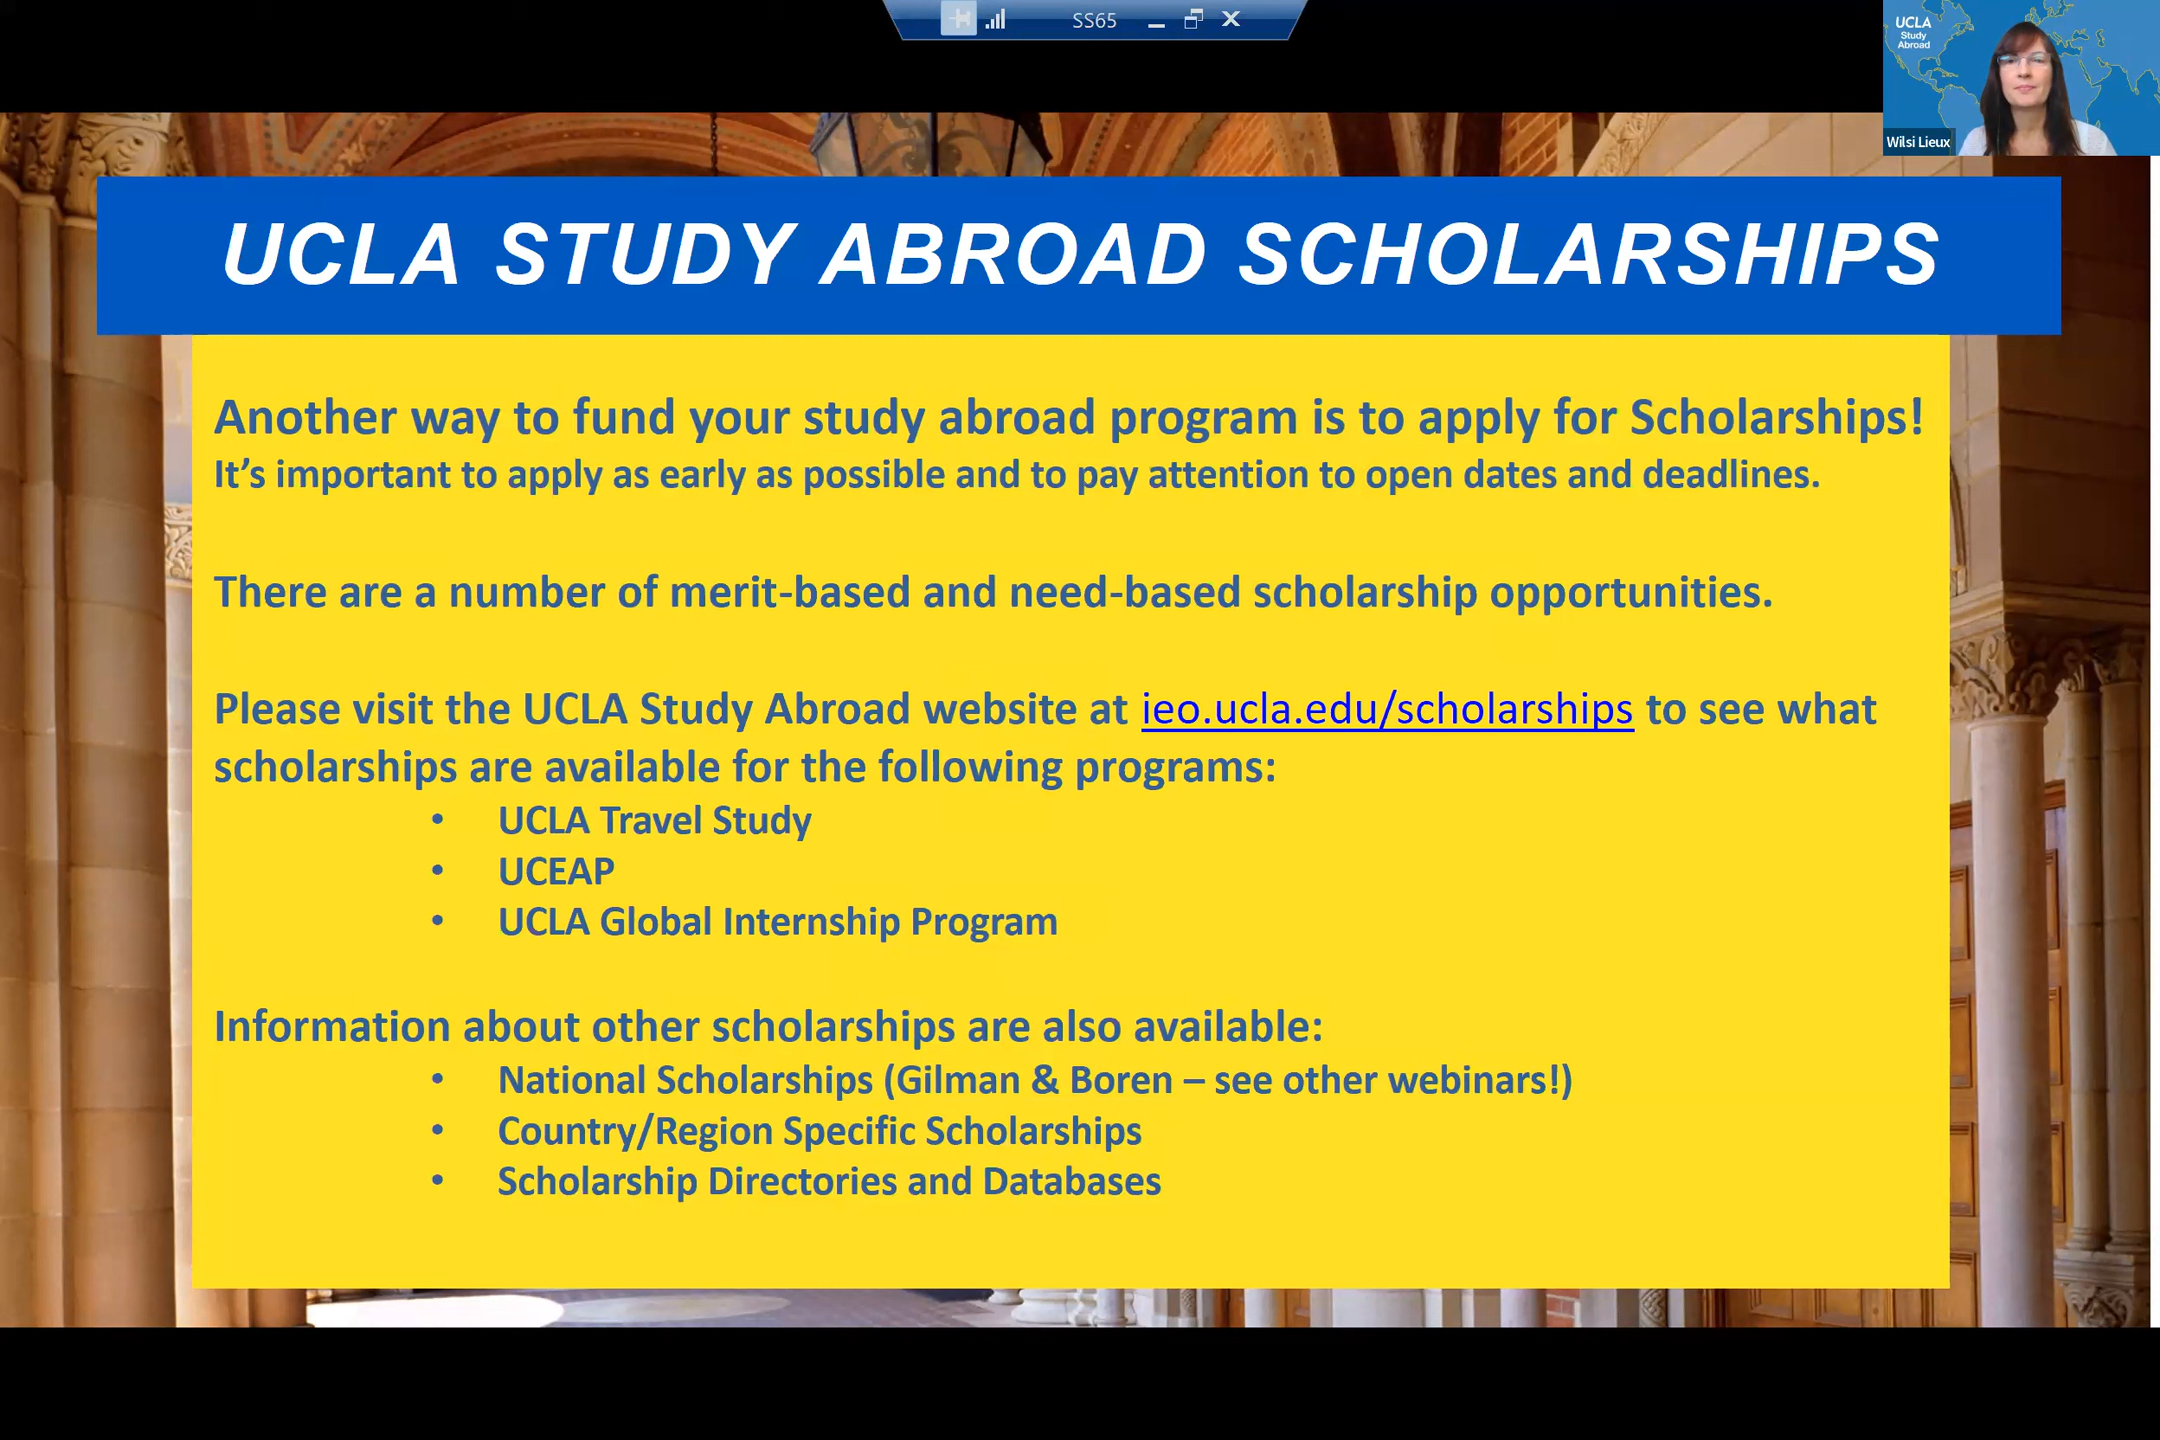 SS65
UCLA
Study
Abroad
Wilsi Lieux
UCLA STUDY ABROAD SCHOLARSHIPS
Another way to fund your study abroad program is to apply for Scholarships!
It’s important to apply as early as possible and to pay attention to open dates and deadlines.
There are a number of merit-based and need-based scholarship opportunities.
Please visit the UCLA Study Abroad website at ieo.ucla.edu/scholarships to see what
scholarships are available for the following programs:
• UCLA Travel Study
• UCEAP
• UCLA Global Internship Program
Information about other scholarships are also available:
• National Scholarships (Gilman & Boren – see other webinars!)
• Country/Region Specific Scholarships
• Scholarship Directories and Databases